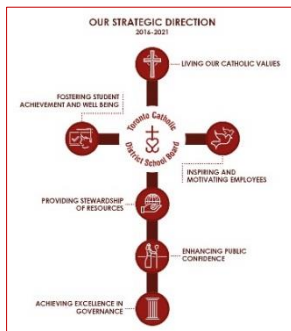 OUR STRATEGIC DIRECTION
2016-2021
LIVING OUR CATHOLIC VALUES
FOSTERING STUDENT
ACHIEVEMENT AND WELL BEING
Toronto Catholic
District School Board
INSPIRING AND
MOTIVATING EMPLOYEES
PROVIDING STEWARDSHIP
OF RESOURCES
ENHANCING PUBLIC
CONFIDENCE
ACHIEVING EXCELLENCE IN
GOVERNANCE